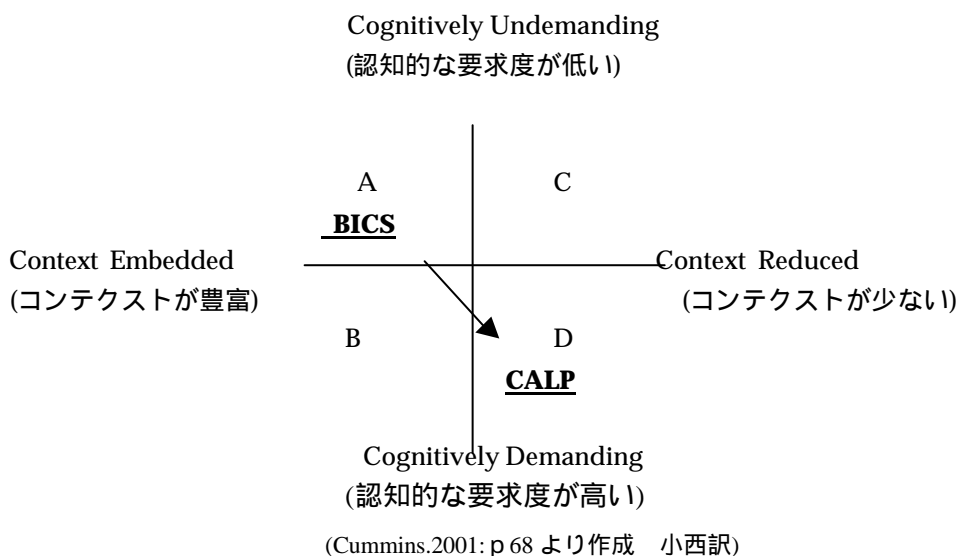 Cognitively Undemanding
(認知的な要求度が低い)
A C
BICS
Context Embedded Context Reduced
(コンテクストが豊富) (コンテクストが少ない)
B D
CALP
Cognitively Demanding
(認知的な要求度が高い)
(Cummins.2001:p 68 より作成 小西訳)